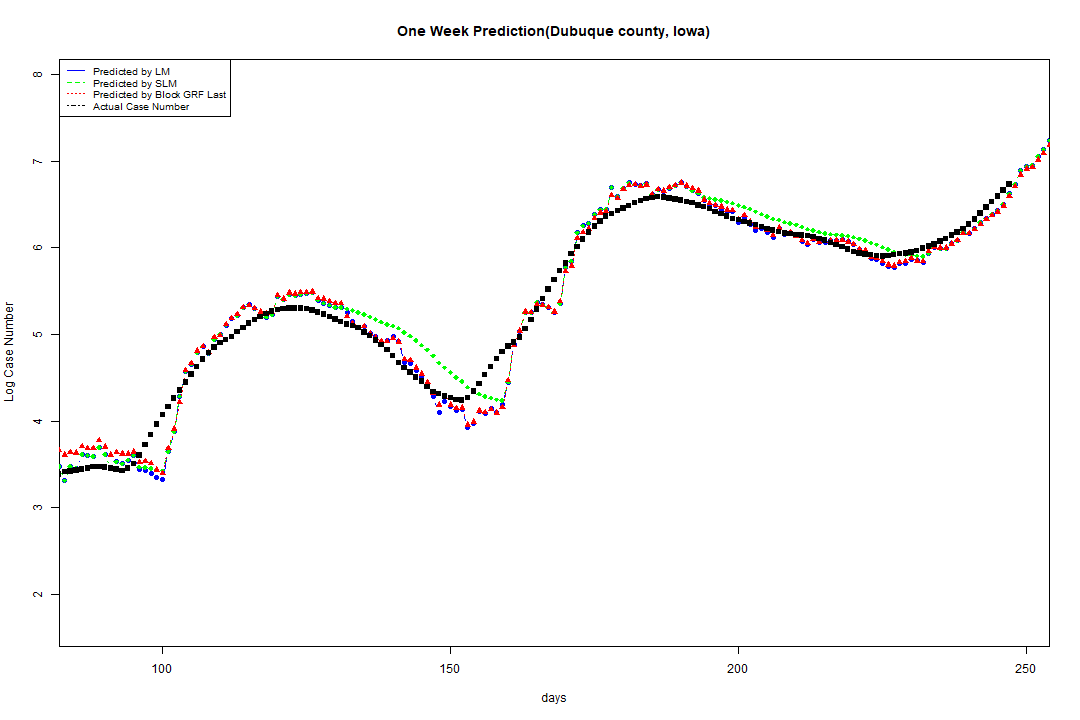 One Week Prediction(Dubuque county, Iowa)
Predicted by LM
Predicted by SLM
Predicted by Block GRF Last
Actual Case Number
8
7
6
5
4
3
2
Log Case Number
100
150
200
250
days